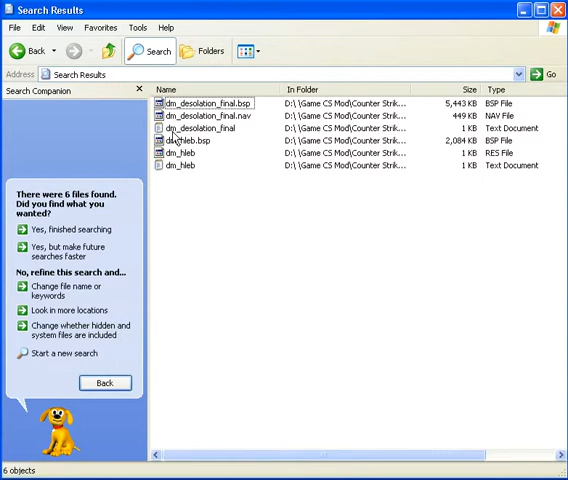 Search Results
File Edit View Favorites Tools Help
Back Search Folders
Address Search Results Go
Search Companion
Name In Folder Size Type
dm_desolation_final.bsp D:\ \Game CS Mod\Counter Strik... 5,443 KB BSP File
dm_desolation_final.nav D:\ \Game CS Mod\Counter Strik... 449 KB NAV File
dm_desolation_final D:\ \Game CS Mod\Counter Strik... 1 KB Text Document
dm_hleb.bsp D:\ \Game CS Mod\Counter Strik... 2,084 KB BSP File
dm_hleb D:\ \Game CS Mod\Counter Strik... 1 KB RES File
dm_hleb D:\ \Game CS Mod\Counter Strik... 1 KB Text Document
There were 6 files found.
Did you find what you
wanted?
Yes, finished searching
Yes, but make future
searches faster
No, refine this search and...
Change file name or
keywords
Look in more locations
Change whether hidden and
system files are included
Start a new search
Back
6 objects